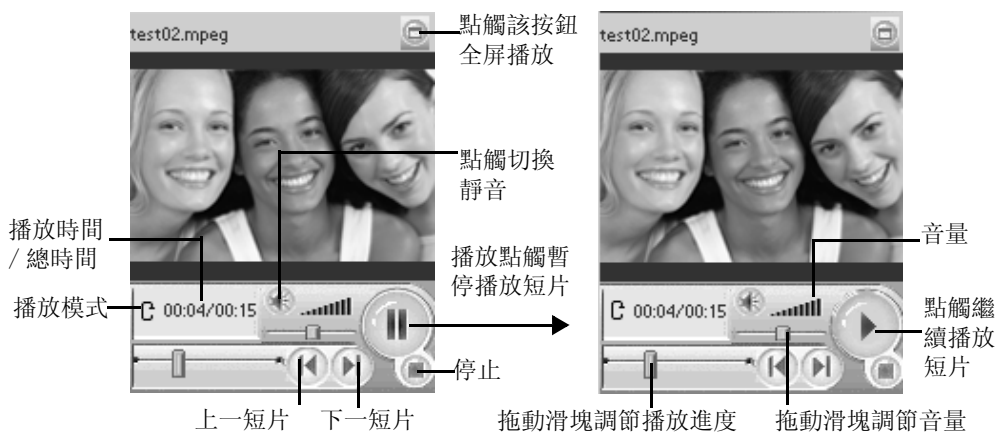 test02.mpeg
點觸該按鈕
全屏播放
點觸切換
靜音
播放時間
/ 總時間
播放模式
00:04/00:15
播放點觸暫
停播放短片
停止
上一短片
下一短片
test02.mpeg
音量
00:04/00:15
點觸繼
續播放
短片
拖動滑塊調節播放進度
拖動滑塊調節音量